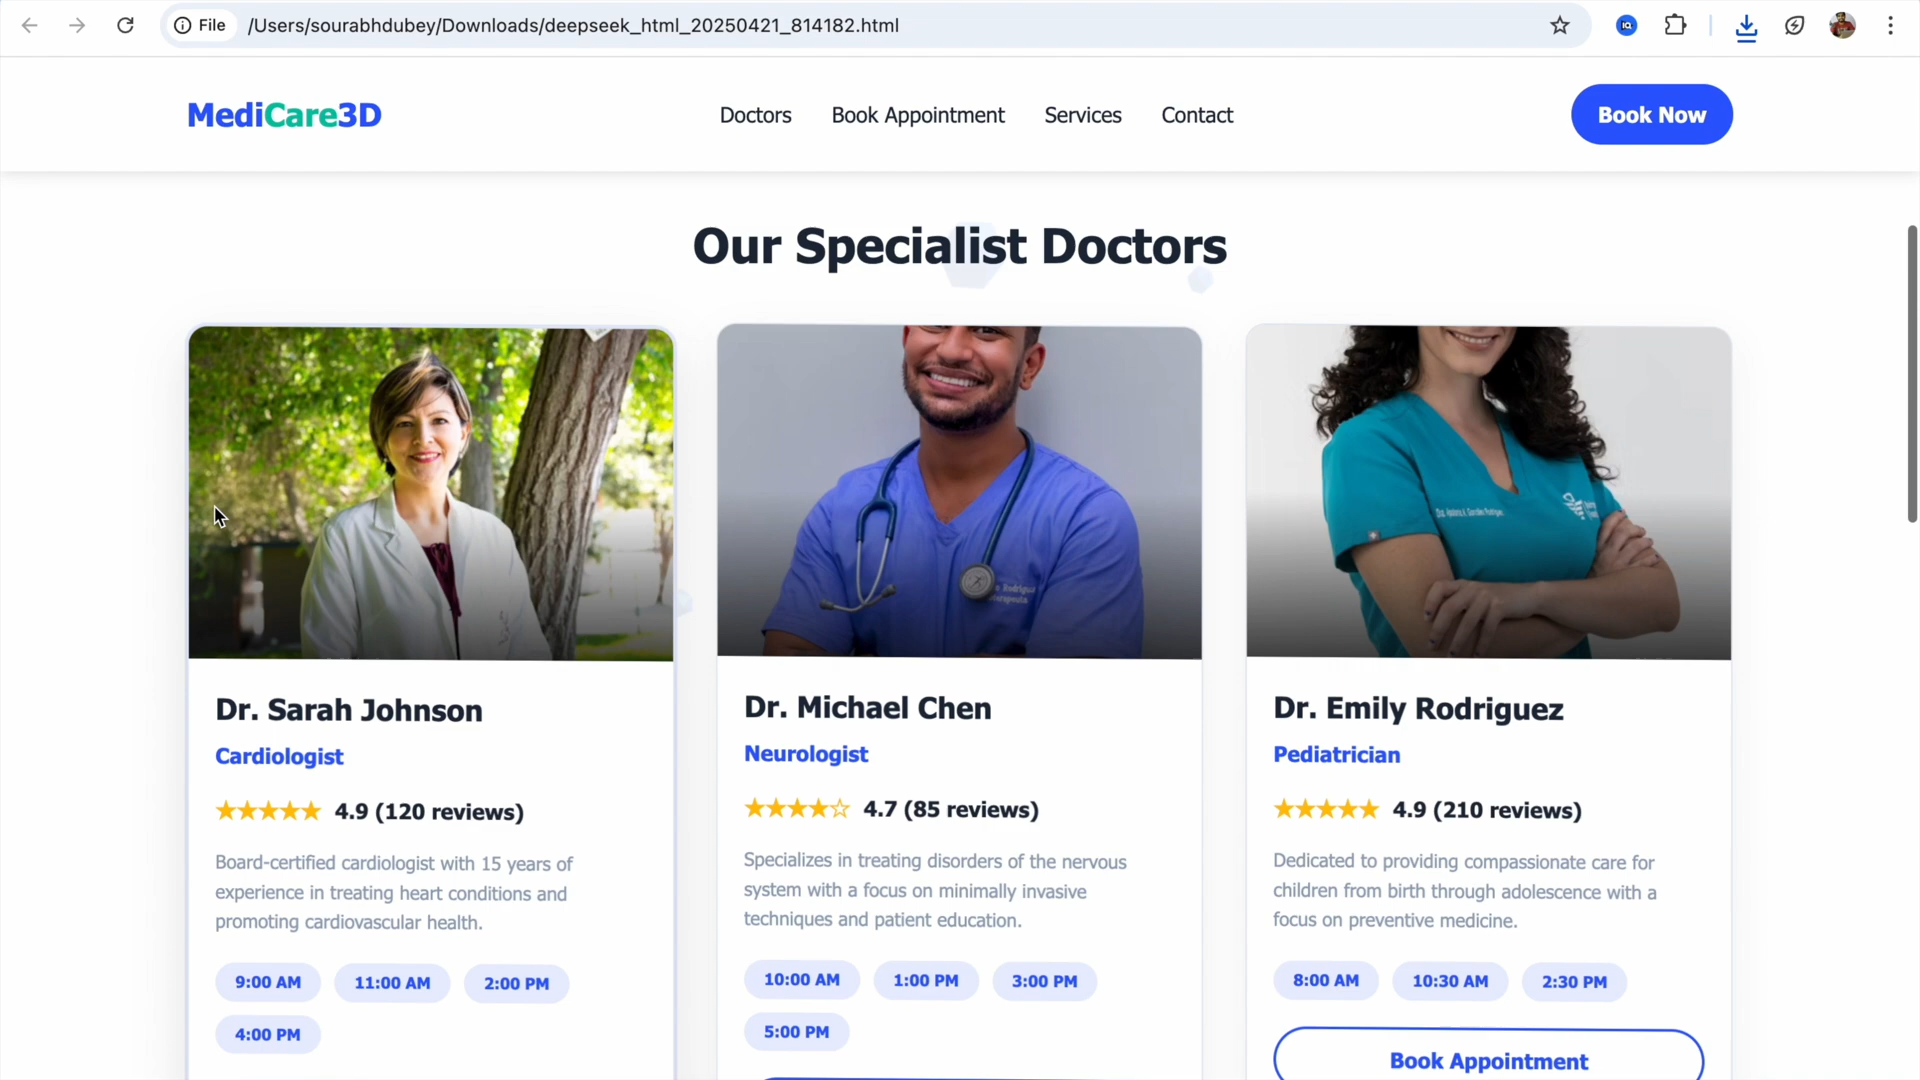 File
/Users/sourabhdubey/Downloads/deepseek_html_20250421_814182.html
MediCare3D
Doctors
Book Appointment
Services
Contact
Book Now
Our Specialist Doctors
Dr. Sarah Johnson
Cardiologist
★★★★★ 4.9 (120 reviews)
Board-certified cardiologist with 15 years of
experience in treating heart conditions and
promoting cardiovascular health.
9:00 AM
11:00 AM
2:00 PM
4:00 PM
Dr. Michael Chen
Neurologist
★★★★☆ 4.7 (85 reviews)
Specializes in treating disorders of the nervous
system with a focus on minimally invasive
techniques and patient education.
10:00 AM
1:00 PM
3:00 PM
5:00 PM
Dr. Emily Rodriguez
Pediatrician
★★★★★ 4.9 (210 reviews)
Dedicated to providing compassionate care for
children from birth through adolescence with a
focus on preventive medicine.
8:00 AM
10:30 AM
2:30 PM
Book Appointment